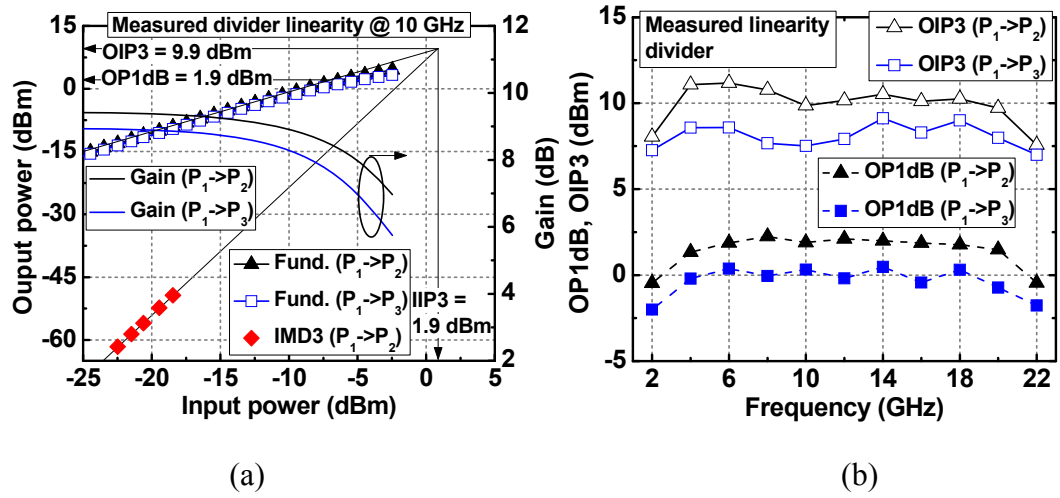 Measured divider linearity @ 10 GHz
OIP3 = 9.9 dBm
OP1dB = 1.9 dBm
Gain (P1->P2)
Gain (P1->P3)
Fund. (P1->P2)
Fund. (P1->P3)
IMD3 (P1->P2)
IIP3 =
1.9 dBm
15
0
-15
-30
-45
-60
Ouput power (dBm)
12
10
8
6
4
2
Gain (dB)
-25 -20 -15 -10 -5 0 5
Input power (dBm)
(a)
Measured linearity
divider
OIP3 (P1->P2)
OIP3 (P1->P3)
OP1dB (P1->P2)
OP1dB (P1->P3)
15
10
5
0
-5
OP1dB, OIP3 (dBm)
2 6 10 14 18 22
Frequency (GHz)
(b)